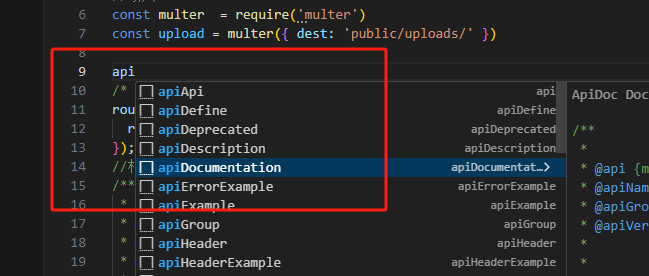 6 const multer  = require('multer')
7 const upload = multer({ dest: 'public/uploads/' })
8
9 api
10 /* apiApi api ApiDoc Doc
11 rou apiDefine apiDefine
12 r apiDeprecated apiDeprecated /**
13 }); apiDescription apiDescription *
14 // apiDocumentation apiDocumentat…> * @api {m
15 /** apiErrorExample apiErrorExample * @apiNam
16 * apiExample apiExample * @apiGro
17 * apiGroup apiGroup * @apiVer
18 * apiHeader apiHeader *
19 * apiHeaderExample apiHeaderExample */